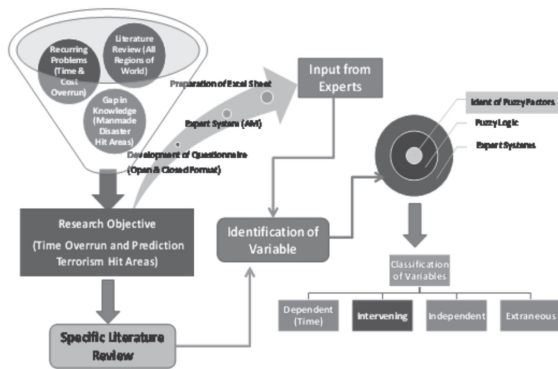 Recurring
Problems
(Time &
Cost
Overrun)
Literature
Review (All
Regions of
World)
Gap in
Knowledge
(Manmade
Disaster
Hit Areas)
Preparation of Excel Sheet
Expert System (AM)
Development of Questionnaire
(Open & Closed Format)
Input from
Experts
Research Objective
(Time Overrun and Prediction
Terrorism Hit Areas)
Specific Literature
Review
Identification of
Variable
Ident of Fuzzy Factors
Fuzzy Logic
Expert Systems
Classification
of Variables
Dependent
(Time)
Intervening
Independent
Extraneous